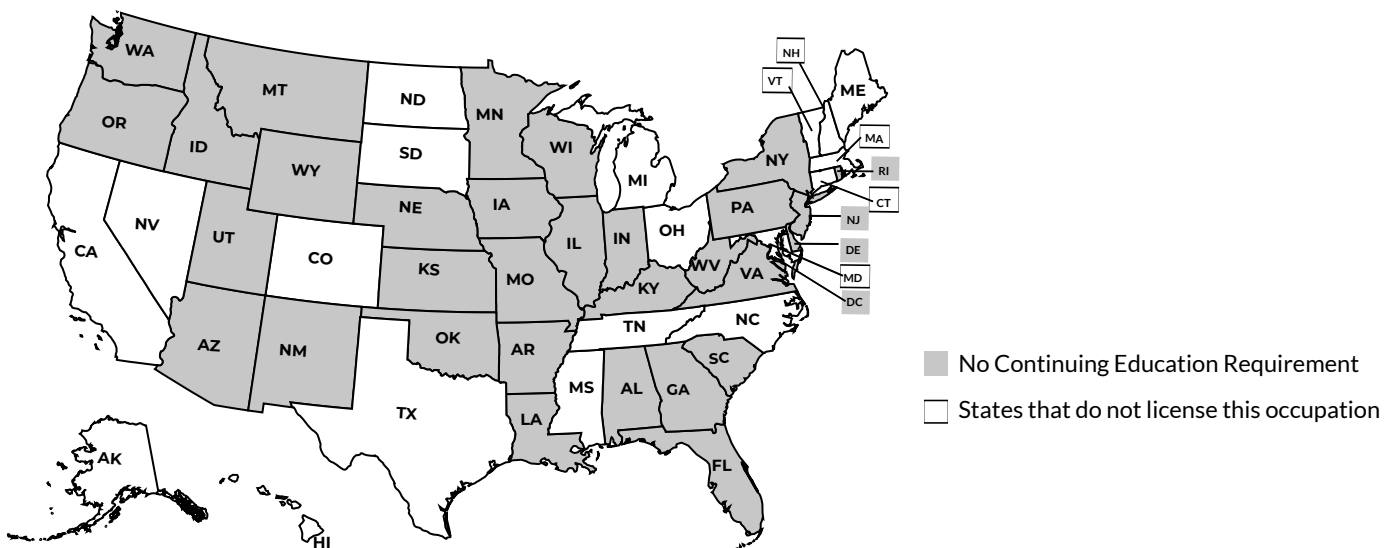 WA
MT
ND
MN
OR
ID
WY
SD
WI
MI
NY
VT
NH
ME
MA
RI
CT
NJ
DE
MD
DC
NE
IA
PA
NV
UT
CO
KS
MO
IL
IN
OH
WV
VA
KY
CA
AZ
NM
OK
AR
TN
NC
SC
TX
LA
MS
AL
GA
FL
AK
HI
No Continuing Education Requirement
States that do not license this occupation